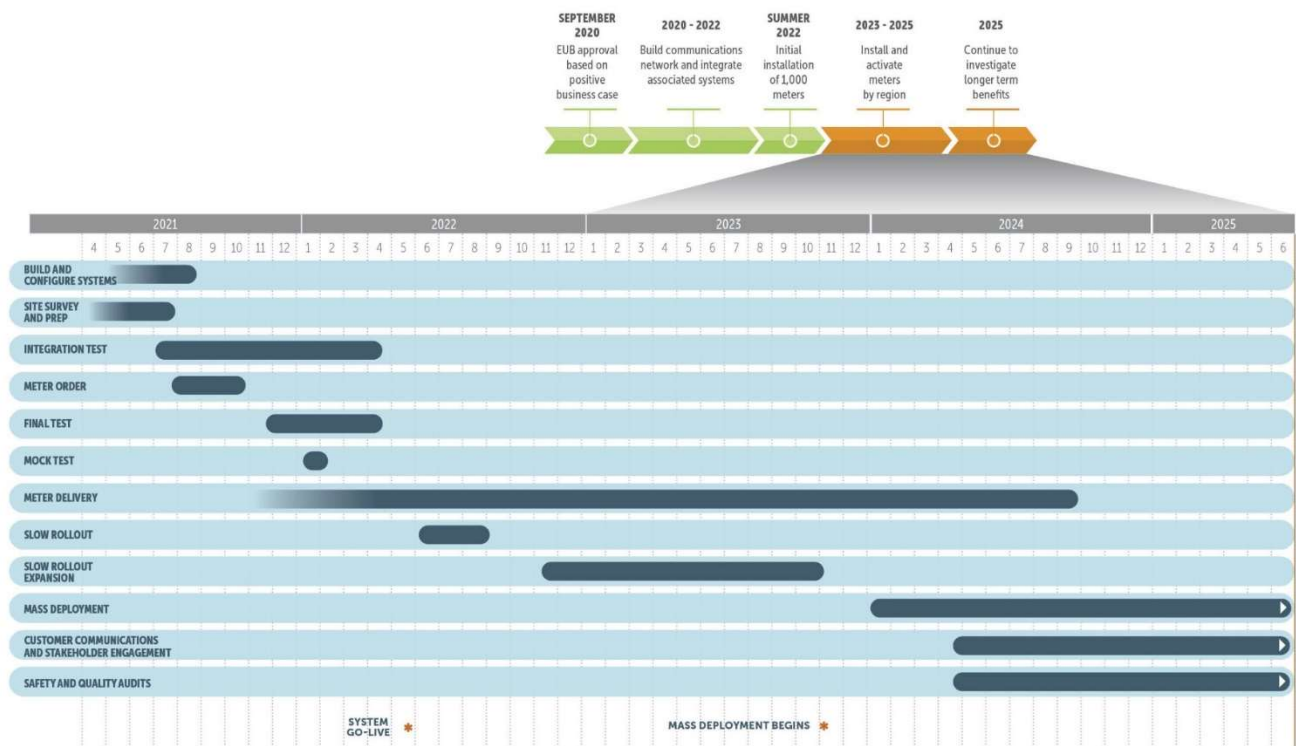 SEPTEMBER
2020
EUB approval
based on
positive
business case
2020 - 2022
Build communications
network and integrate
associated systems
SUMMER
2022
Initial
installation
of 1,000
meters
2023 - 2025
Install and
activate
meters
by region
2025
Continue to
investigate
longer term
benefits
2021 2022 2023 2024 2025
4 5 6 7 8 9 10 11 12 1 2 3 4 5 6 7 8 9 10 11 12 1 2 3 4 5 6 7 8 9 10 11 12 1 2 3 4 5 6 7 8 9 10 11 12 1 2 3 4 5 6
BUILD AND
CONFIGURE SYSTEMS
SITE SURVEY
AND PREP
INTEGRATION TEST
METER ORDER
FINAL TEST
MOCK TEST
METER DELIVERY
SLOW ROLLOUT
SLOW ROLLOUT
EXPANSION
MASS DEPLOYMENT
CUSTOMER COMMUNICATIONS
AND STAKEHOLDER ENGAGEMENT
SAFETY AND QUALITY AUDITS
SYSTEM
GO-LIVE *
MASS DEPLOYMENT BEGINS *